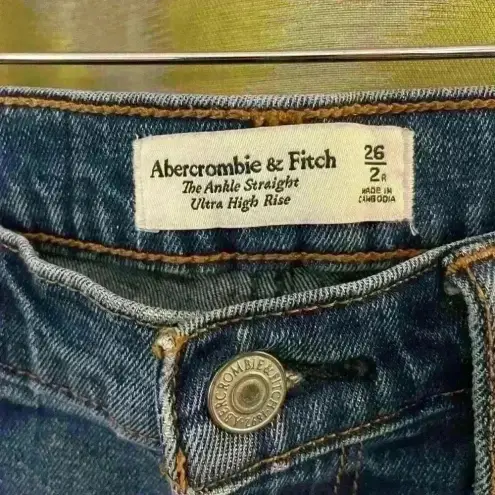 Abercrombie & Fitch
The Ankle Straight
Ultra High Rise
26
2R
MADE IN
CAMBODIA
ABERCROMBIE & FITCH